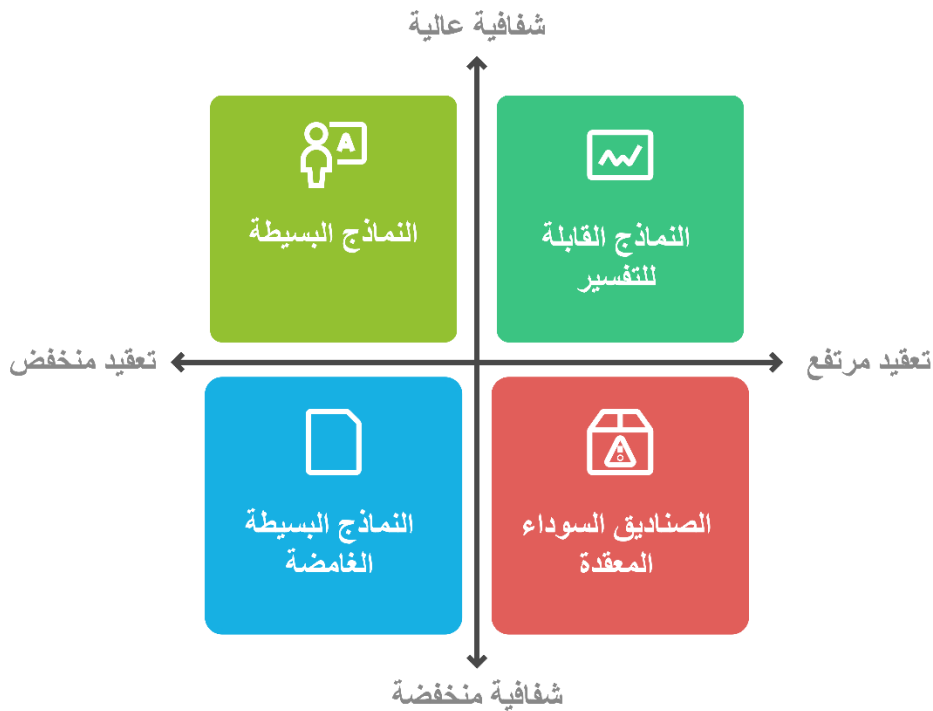 شفافية عالية
النماذج القابلة
للتفسير
النماذج البسيطة
تعقيد مرتفع
تعقيد منخفض
الصناديق السوداء
المعقدة
النماذج البسيطة
الغامضة
شفافية منخفضة